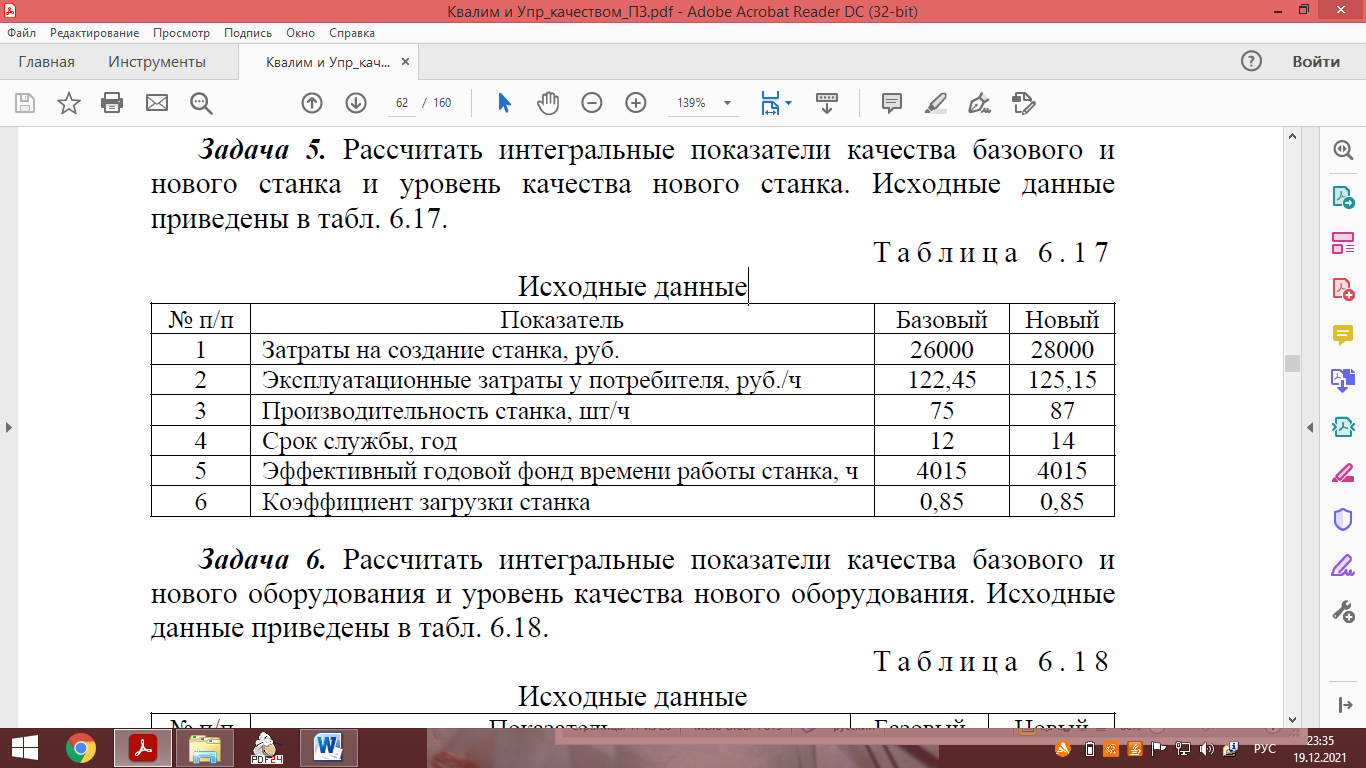 Квалим и Упр_качеством_ПЗ.pdf - Adobe Acrobat Reader DC (32-bit)
Файл Редактирование Просмотр Подпись Окно Справка
Главная Инструменты Квалим и Упр_кач... × Войти
62 / 160 139%
Задача 5. Рассчитать интегральные показатели качества базового и
нового станка и уровень качества нового станка. Исходные данные
приведены в табл. 6.17.
Таблица 6.17
Исходные данные
№ п/п Показатель Базовый Новый
1 Затраты на создание станка, руб. 26000 28000
2 Эксплуатационные затраты у потребителя, руб./ч 122,45 125,15
3 Производительность станка, шт/ч 75 87
4 Срок службы, год 12 14
5 Эффективный годовой фонд времени работы станка, ч 4015 4015
6 Коэффициент загрузки станка 0,85 0,85
Задача 6. Рассчитать интегральные показатели качества базового и
нового оборудования и уровень качества нового оборудования. Исходные
данные приведены в табл. 6.18.
Таблица 6.18
Исходные данные
№ п/п Показатель Базовый Новый
PDF24
РУС
23:35
19.12.2021